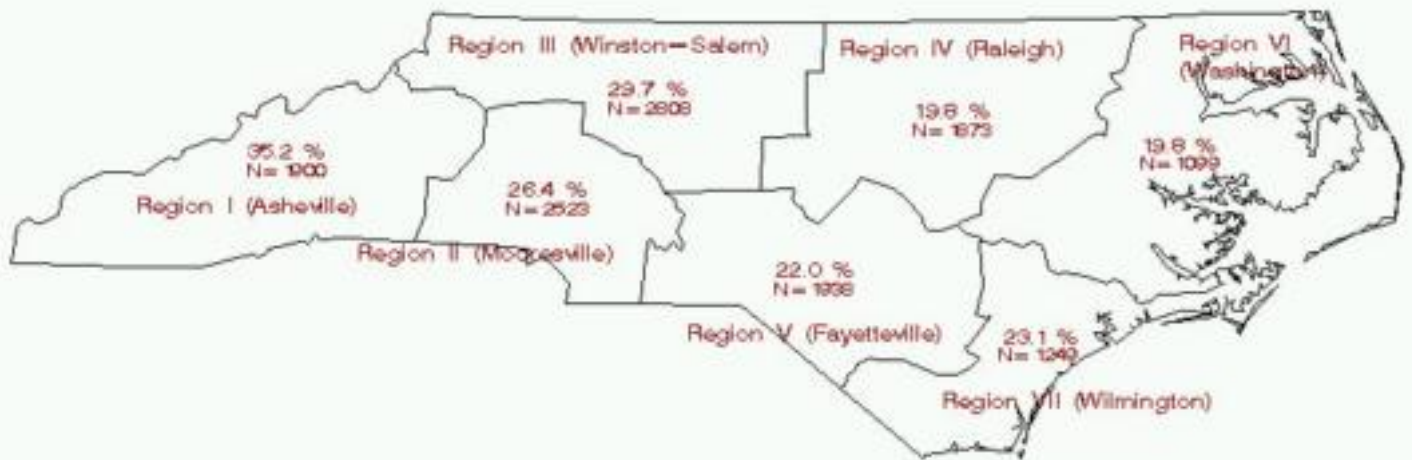 Region III (Winston-Salem)
29.7 %
N= 2808
Region IV (Raleigh)
19.8 %
N= 1873
Region VI
(Washington)
19.8 %
N= 1099
35.2 %
N= 1900
Region I (Asheville)
26.4 %
N= 2523
Region II (Mooresville)
22.0 %
N= 1938
Region V (Fayetteville)
23.1 %
N= 1249
Region VII (Wilmington)